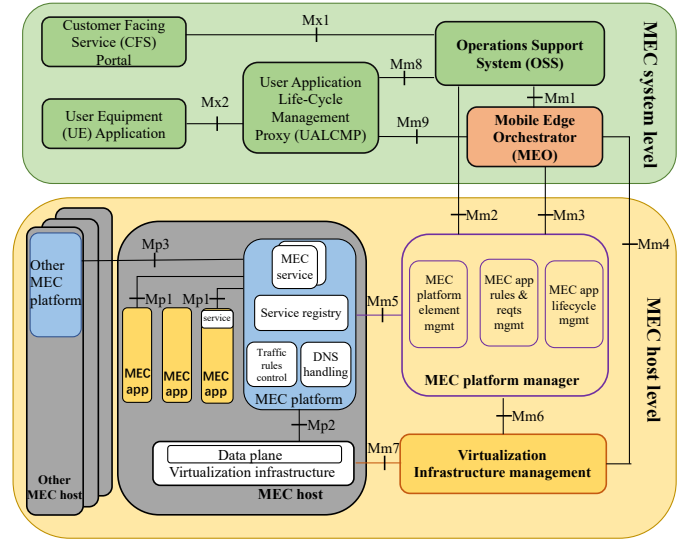 Customer Facing
Service (CFS)
Portal
Mx1
Operations Support
System (OSS)
User Equipment
(UE) Application
Mx2
User Application
Life-Cycle
Management
Proxy (UALCMP)
Mm8
Mm9
Mm1
Mobile Edge
Orchestrator
(MEO)
MEC system level
Mm2
Mm3
Mm4
Other
MEC
platform
Other
MEC host
Mp3
Mp1
Mp1
MEC
app
MEC
app
service
MEC
app
MEC
service
Service registry
Traffic
rules
control
DNS
handling
MEC platform
Mp2
Data plane
Virtualization infrastructure
MEC host
Mm5
MEC
platform
element
mgmt
MEC app
rules &
reqts
mgmt
MEC app
lifecycle
mgmt
MEC platform manager
Mm6
Mm7
Virtualization
Infrastructure management
MEC host level